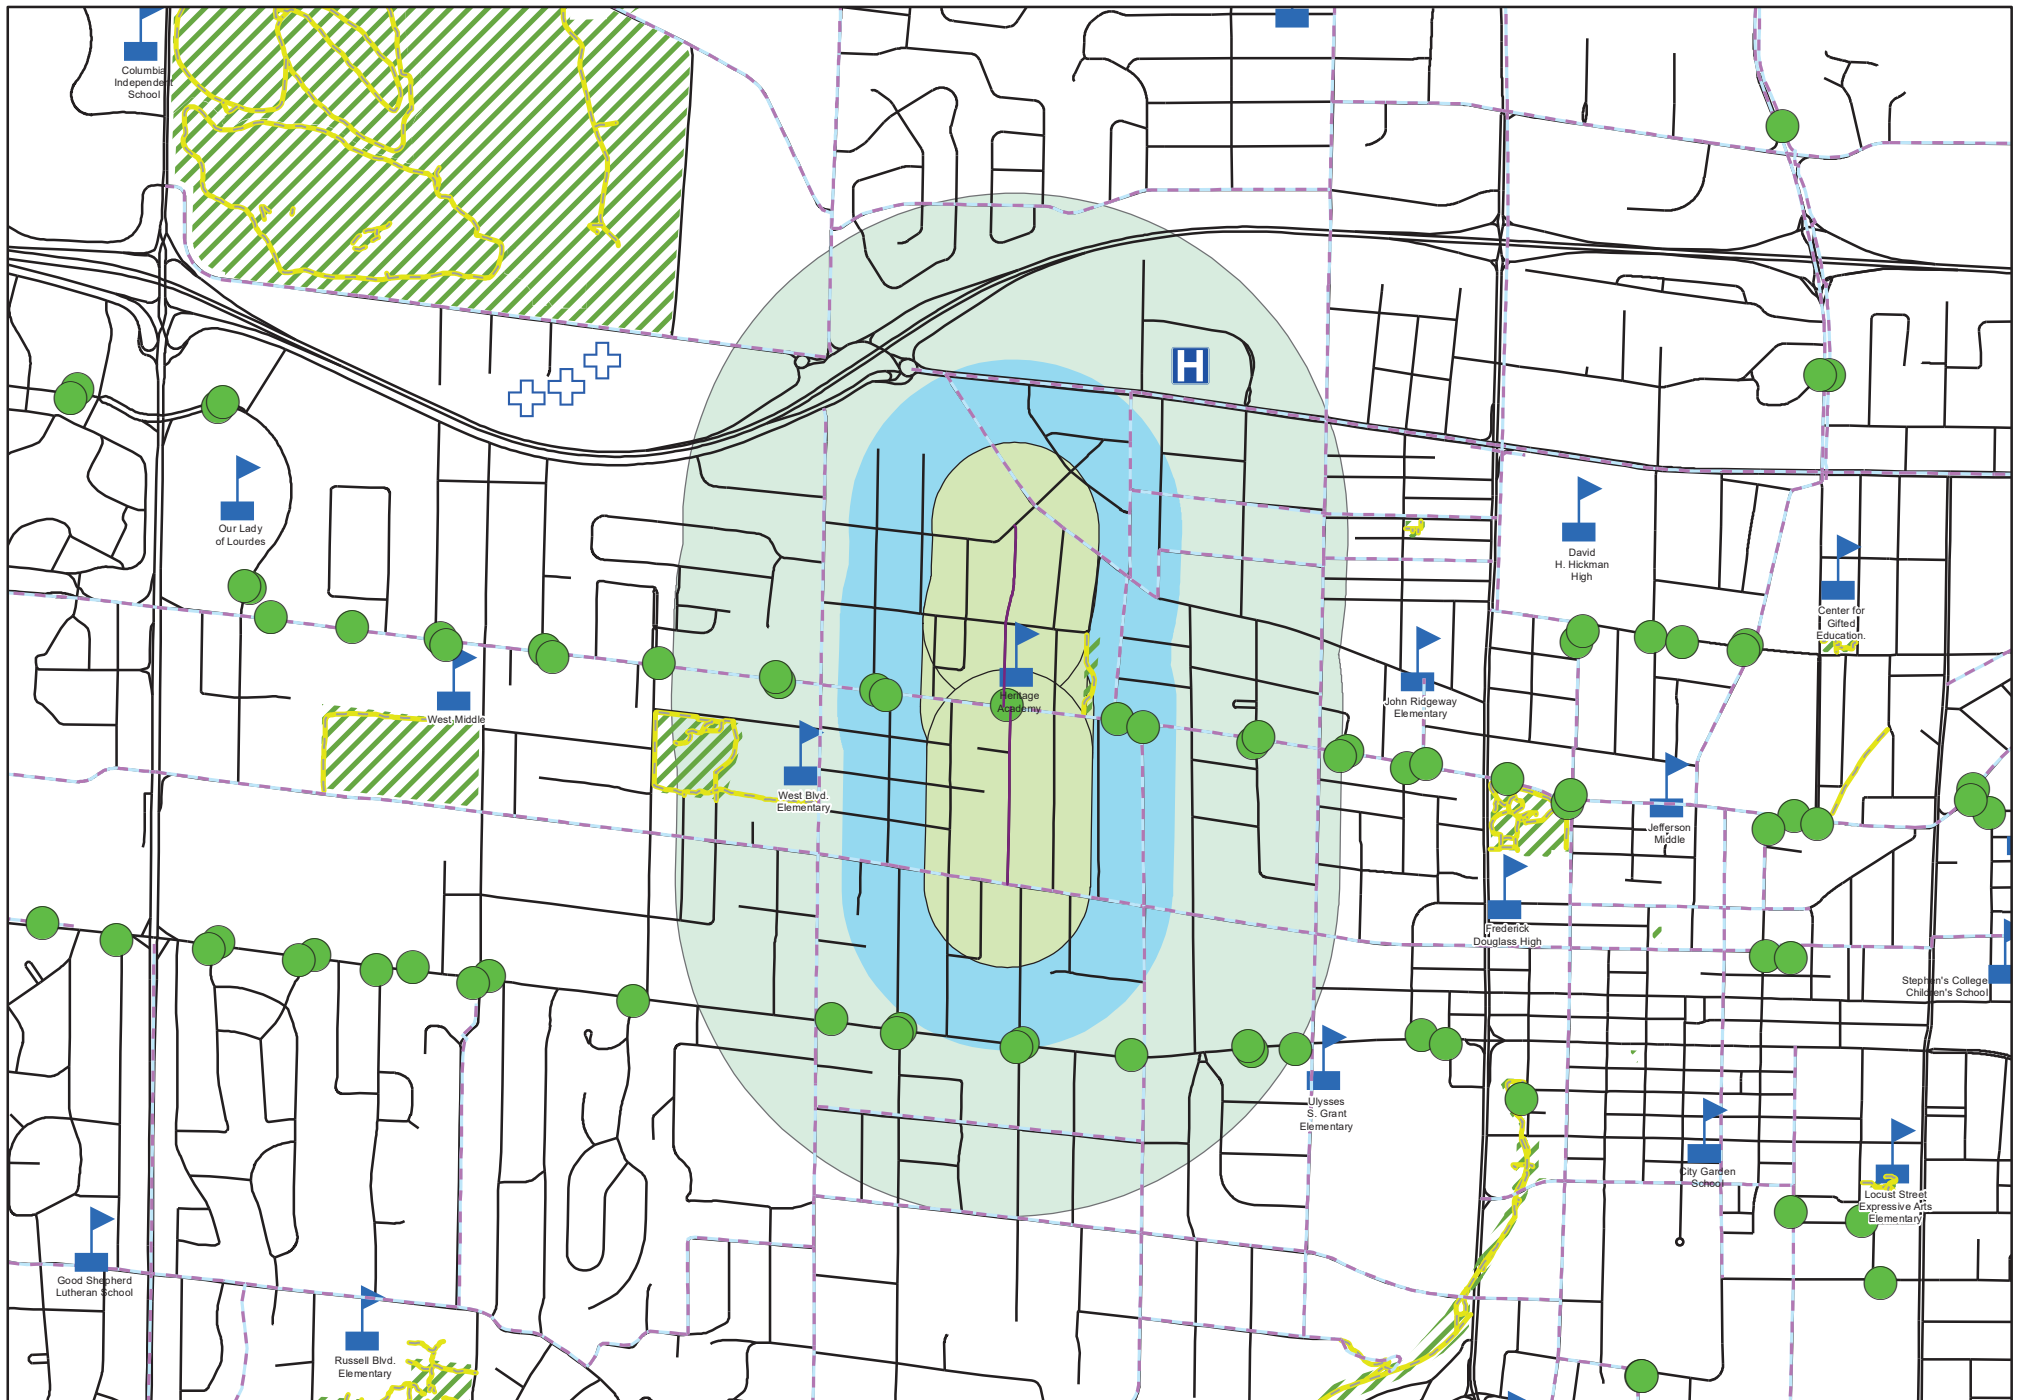 Columbia
Independent
School
H
Our Lady
of Lourdes
David
H. Hickman
High
Center for
Gifted
Education.
West Middle
Heritage
Academy
John Ridgeway
Elementary
West Blvd.
Elementary
Jefferson
Middle
Frederick
Douglass High
Stephen's College
Children's School
Ulysses
S. Grant
Elementary
City Garden
School
Locust Street
Expressive Arts
Elementary
Good Shepherd
Lutheran School
Russell Blvd.
Elementary